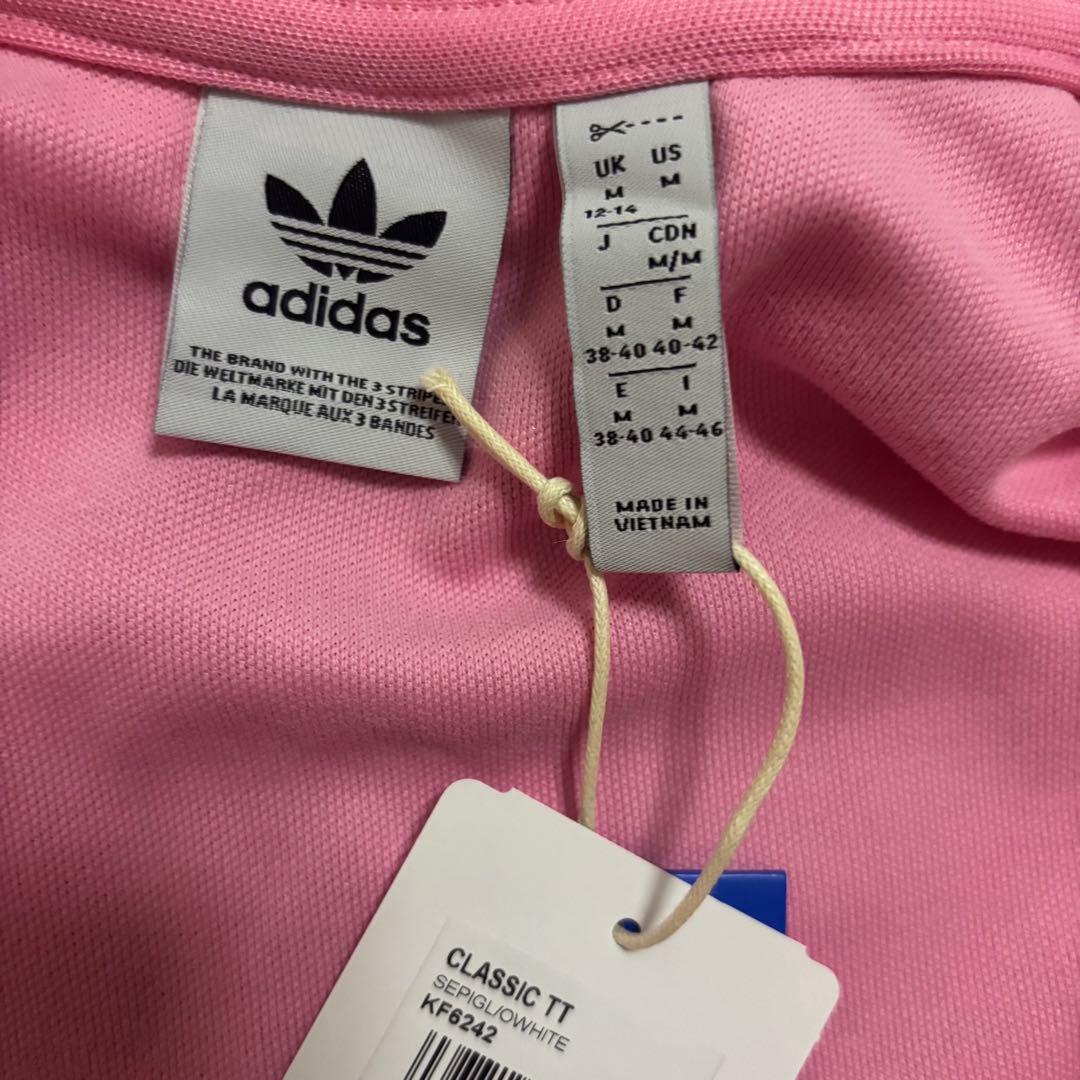 adidas
THE BRAND WITH THE 3
DIE WELTMARKE MIT DEN 3 STREIFEN
LA MARQUE AUX 3 BANDES
UK US
M M
12-14
J CDN
M/M
D F
M M
38-40 40-42
E I
M M
38-40 44-46
MADE IN
VIETNAM
CLASSIC TT
SEPIGL/OWHITE
KF6242